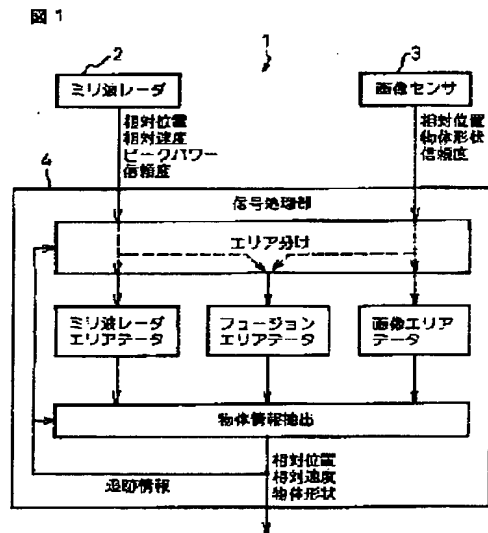 図1
1
2
3
ミリ波レーダ
画像センサ
相対位置
相対速度
ピークパワー
信頼度
相対位置
物体形状
信頼度
4
信号処理部
エリア分け
ミリ波レーダ
エリアデータ
フュージョン
エリアデータ
画像エリア
データ
物体情報抽出
追跡情報
相対位置
相対速度
物体形状